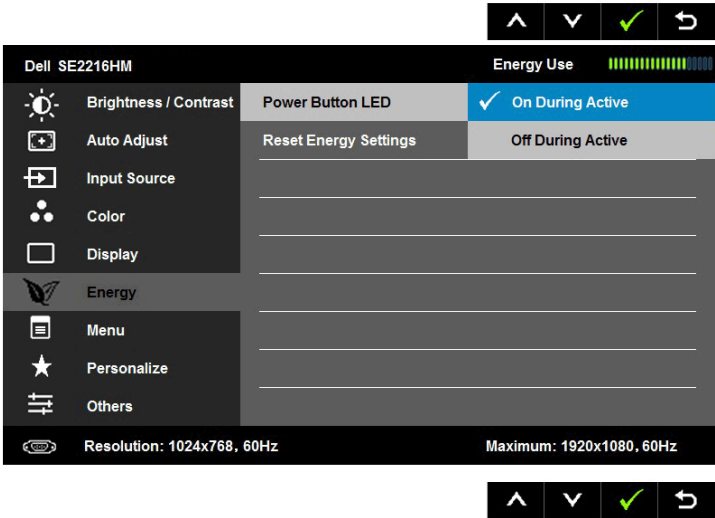 Dell SE2216HM Energy Use
Brightness / Contrast Power Button LED On During Active
Auto Adjust Reset Energy Settings Off During Active
Input Source
Color
Display
Energy
Menu
Personalize
Others
Resolution: 1024x768, 60Hz Maximum: 1920x1080, 60Hz